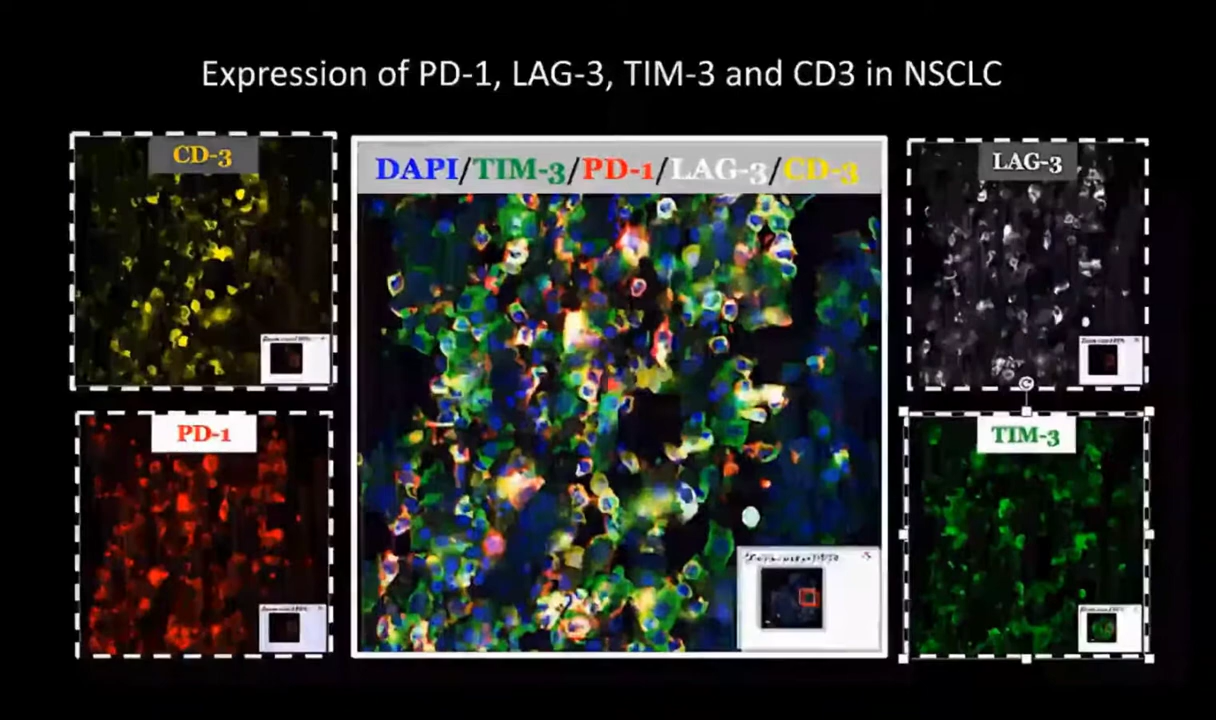 Expression of PD-1, LAG-3, TIM-3 and CD3 in NSCLC
CD-3
DAPI/TIM-3/PD-1/LAG-3/CD-3
LAG-3
PD-1
TIM-3